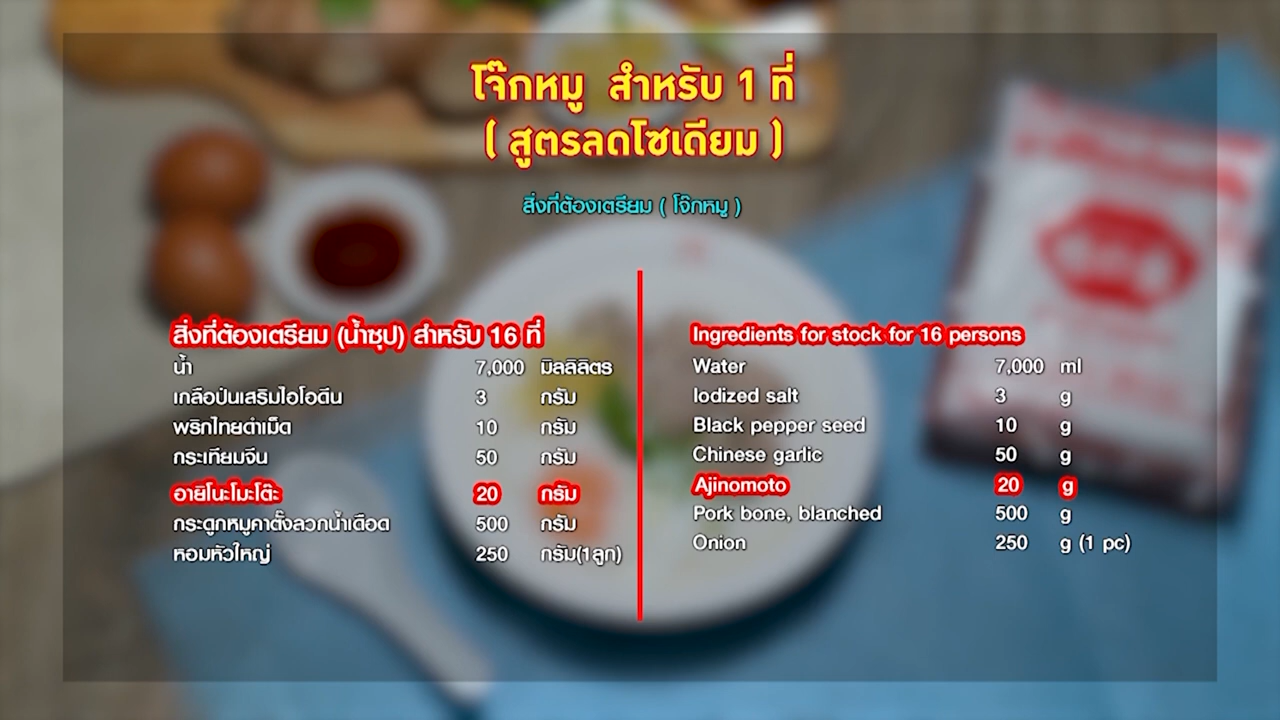 โจ๊กหมู สำหรับ 1 ที่
( สูตรลดโซเดียม )
สิ่งที่ต้องเตรียม ( โจ๊กหมู )
สิ่งที่ต้องเตรียม (น้ำซุป) สำหรับ 16 ที่
น้ำ 7,000 มิลลิลิตร
เกลือป่นเสริมไอโอดีน 3 กรัม
พริกไทยดำเม็ด 10 กรัม
กระเทียมจีน 50 กรัม
อายิโนะโมะโต๊ะ 20 กรัม
กระดูกหมูคาตั๊งลวกน้ำเดือด 500 กรัม
หอมหัวใหญ่ 250 กรัม(1ลูก)
Ingredients for stock for 16 persons
Water 7,000 ml
Iodized salt 3 g
Black pepper seed 10 g
Chinese garlic 50 g
Ajinomoto 20 g
Pork bone, blanched 500 g
Onion 250 g (1 pc)